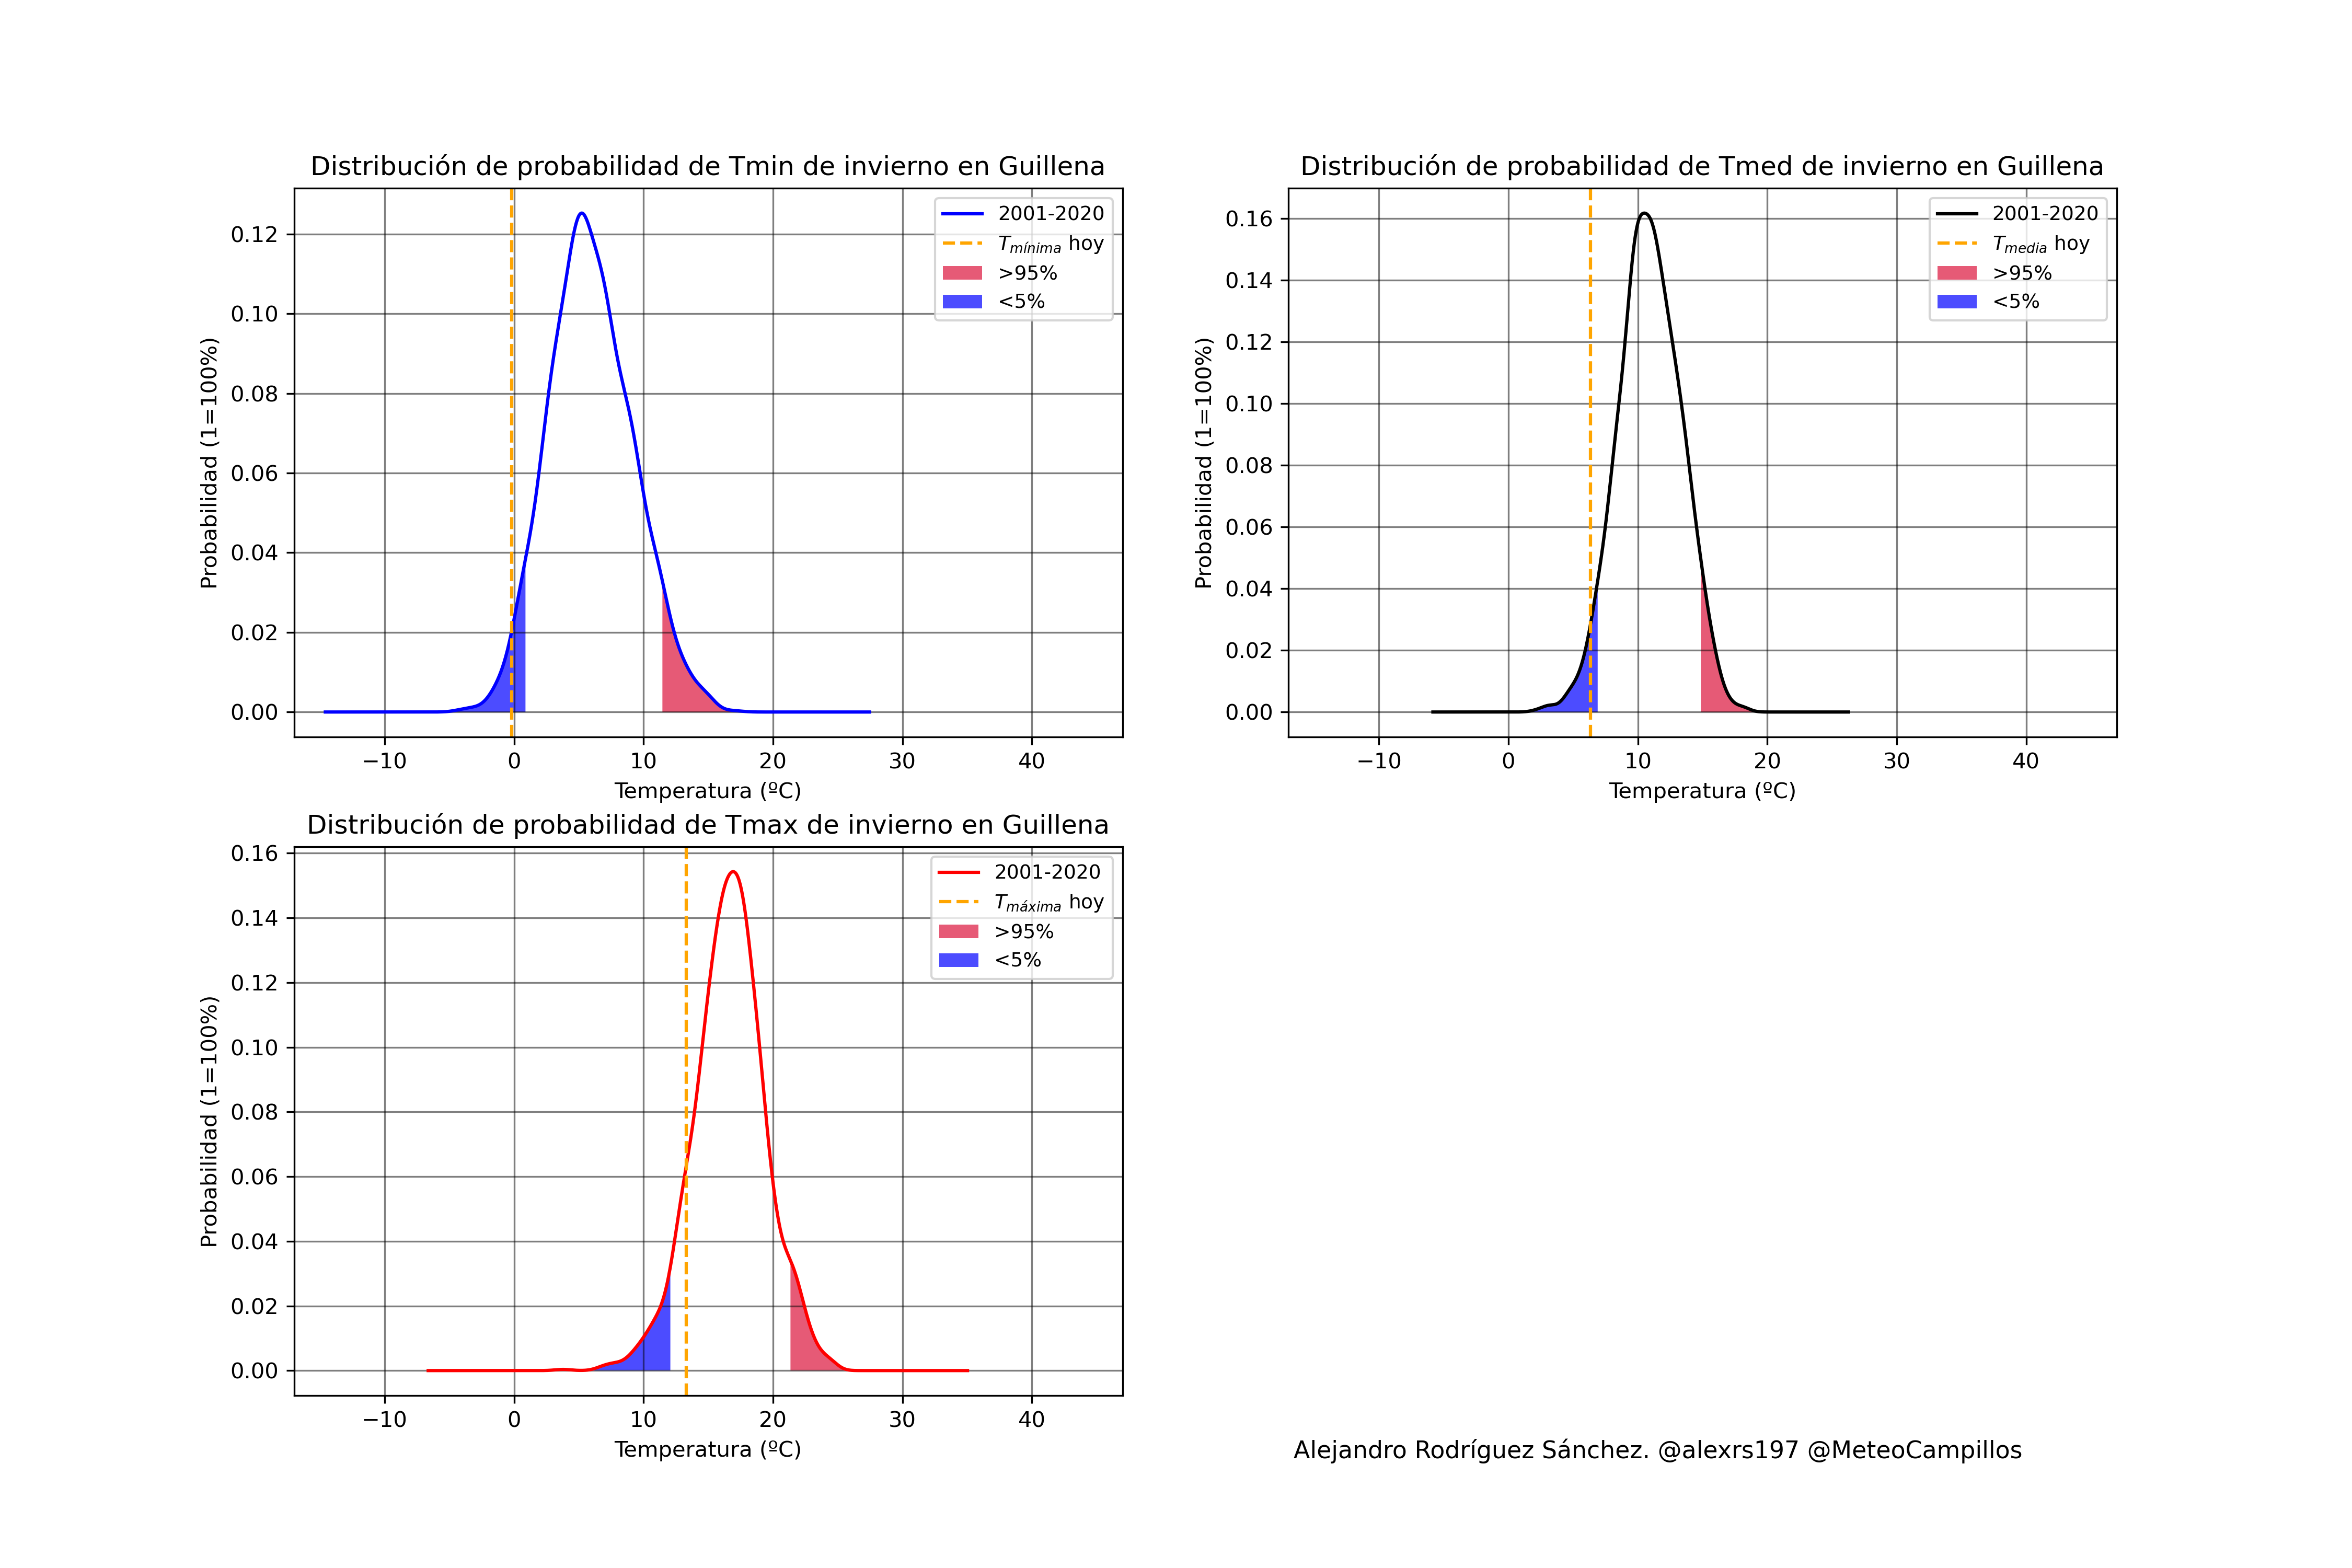 Distribución de probabilidad de Tmin de invierno en Guillena
Probabilidad (1=100%)
0.12
0.10
0.08
0.06
0.04
0.02
0.00
2001-2020
Tmínima hoy
>95%
<5%
−10 0 10 20 30 40
Temperatura (ºC)
Distribución de probabilidad de Tmed de invierno en Guillena
Probabilidad (1=100%)
0.16
0.14
0.12
0.10
0.08
0.06
0.04
0.02
0.00
2001-2020
Tmedia hoy
>95%
<5%
−10 0 10 20 30 40
Temperatura (ºC)
Distribución de probabilidad de Tmax de invierno en Guillena
Probabilidad (1=100%)
0.16
0.14
0.12
0.10
0.08
0.06
0.04
0.02
0.00
2001-2020
Tmáxima hoy
>95%
<5%
−10 0 10 20 30 40
Temperatura (ºC)
Alejandro Rodríguez Sánchez. @alexrs197 @MeteoCampillos